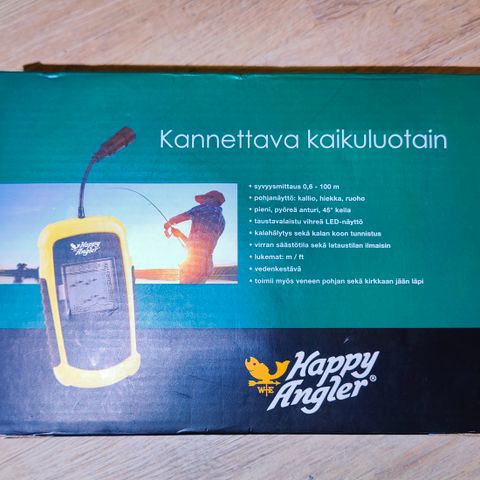 Kannettava kaikuluotain
• syvyysmittaus 0,6 - 100 m
• pohjanäyttö: kallio, hiekka, ruoho
• pieni, pyöreä anturi, 45° keila
• taustavalaistu vihreä LED-näyttö
• kalahälytys sekä kalan koon tunnistus
• virran säästötila sekä lataustilan ilmaisin
• lukemat: m / ft
• vedenkestävä
• toimii myös veneen pohjan sekä kirkkaan jään läpi
Happy
Angler
Happy
Angler®
W E